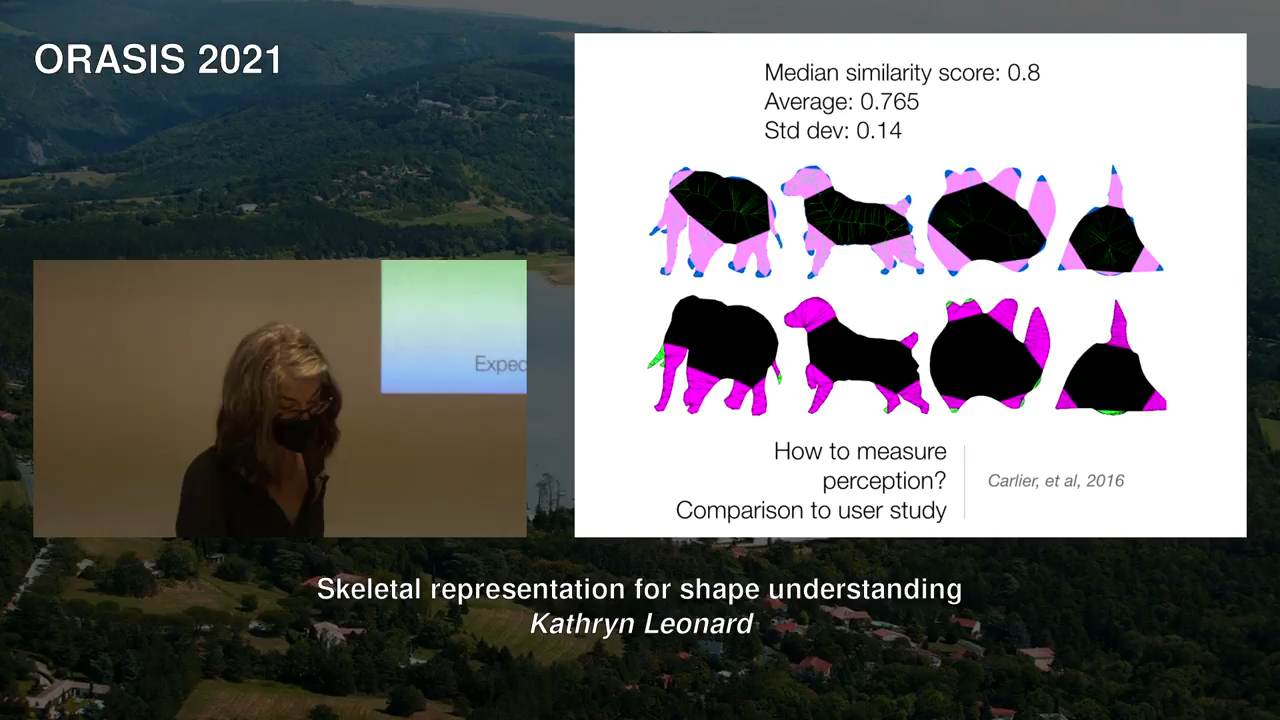 ORASIS 2021
Median similarity score: 0.8
Average: 0.765
Std dev: 0.14
Exped
How to measure
perception?
Comparison to user study
Carlier, et al, 2016
Skeletal representation for shape understanding
Kathryn Leonard